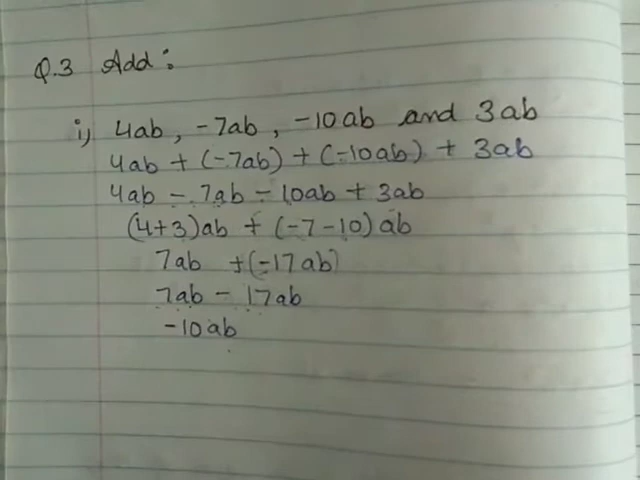 Q.3 Add:
i) 4ab, -7ab, -10ab and 3ab
4ab + (-7ab) + (-10ab) + 3ab
4ab - 7ab - 10ab + 3ab
(4+3)ab + (-7-10)ab
7ab + (-17ab)
7ab - 17ab
-10ab